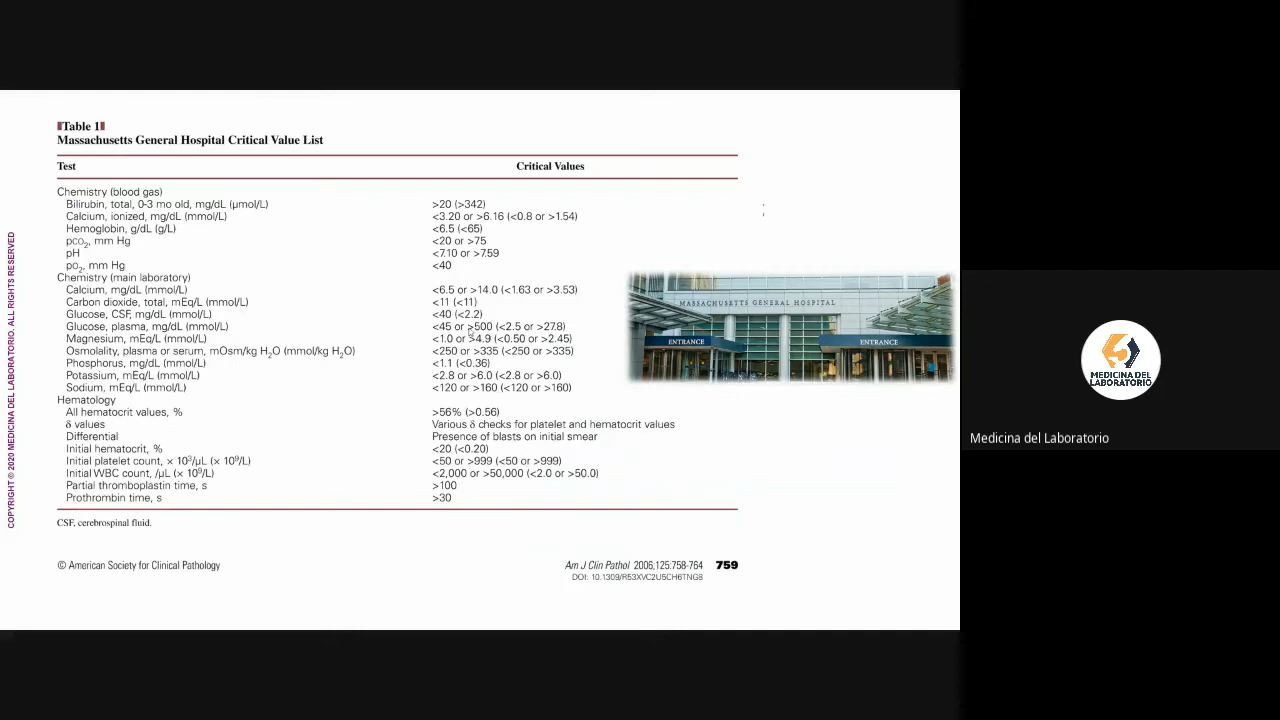 Table 1
Massachusetts General Hospital Critical Value List
Test Critical Values
Chemistry (blood gas)
Bilirubin, total, 0-3 mo old, mg/dL (µmol/L) >20 (>342)
Calcium, ionized, mg/dL (mmol/L) <3.20 or >6.16 (<0.8 or >1.54)
Hemoglobin, g/dL (g/L) <6.5 (<65)
pCO2, mm Hg <20 or >75
pH <7.10 or >7.59
pO2, mm Hg <40
Chemistry (main laboratory)
Calcium, mg/dL (mmol/L) <6.5 or >14.0 (<1.63 or >3.53)
Carbon dioxide, total, mEq/L (mmol/L) <11 (<11)
Glucose, CSF, mg/dL (mmol/L) <40 (<2.2)
Glucose, plasma, mg/dL (mmol/L) <45 or >500 (<2.5 or >27.8)
Magnesium, mEq/L (mmol/L) <1.0 or >4.9 (<0.50 or >2.45)
Osmolality, plasma or serum, mOsm/kg H2O (mmol/kg H2O) <250 or >335 (<250 or >335)
Phosphorus, mg/dL (mmol/L) <1.1 (<0.36)
Potassium, mEq/L (mmol/L) <2.8 or >6.0 (<2.8 or >6.0)
Sodium, mEq/L (mmol/L) <120 or >160 (<120 or >160)
Hematology
All hematocrit values, % >56% (>0.56)
δ values Various δ checks for platelet and hematocrit values
Differential Presence of blasts on initial smear
Initial hematocrit, % <20 (<0.20)
Initial platelet count, × 10³/µL (× 10⁹/L) <50 or >999 (<50 or >999)
Initial WBC count, /µL (× 10⁹/L) <2,000 or >50,000 (<2.0 or >50.0)
Partial thromboplastin time, s >100
Prothrombin time, s >30
CSF, cerebrospinal fluid.
© American Society for Clinical Pathology
Am J Clin Pathol 2006;125:758-764 759
DOI: 10.1309/R53XVC2U5CH6TNG8
COPYRIGHT © 2020 MEDICINA DEL LABORATORIO. ALL RIGHTS RESERVED
MASSACHUSETTS GENERAL HOSPITAL
ENTRANCE
ENTRANCE
MEDICINA DEL
LABORATORIO
Medicina del Laboratorio